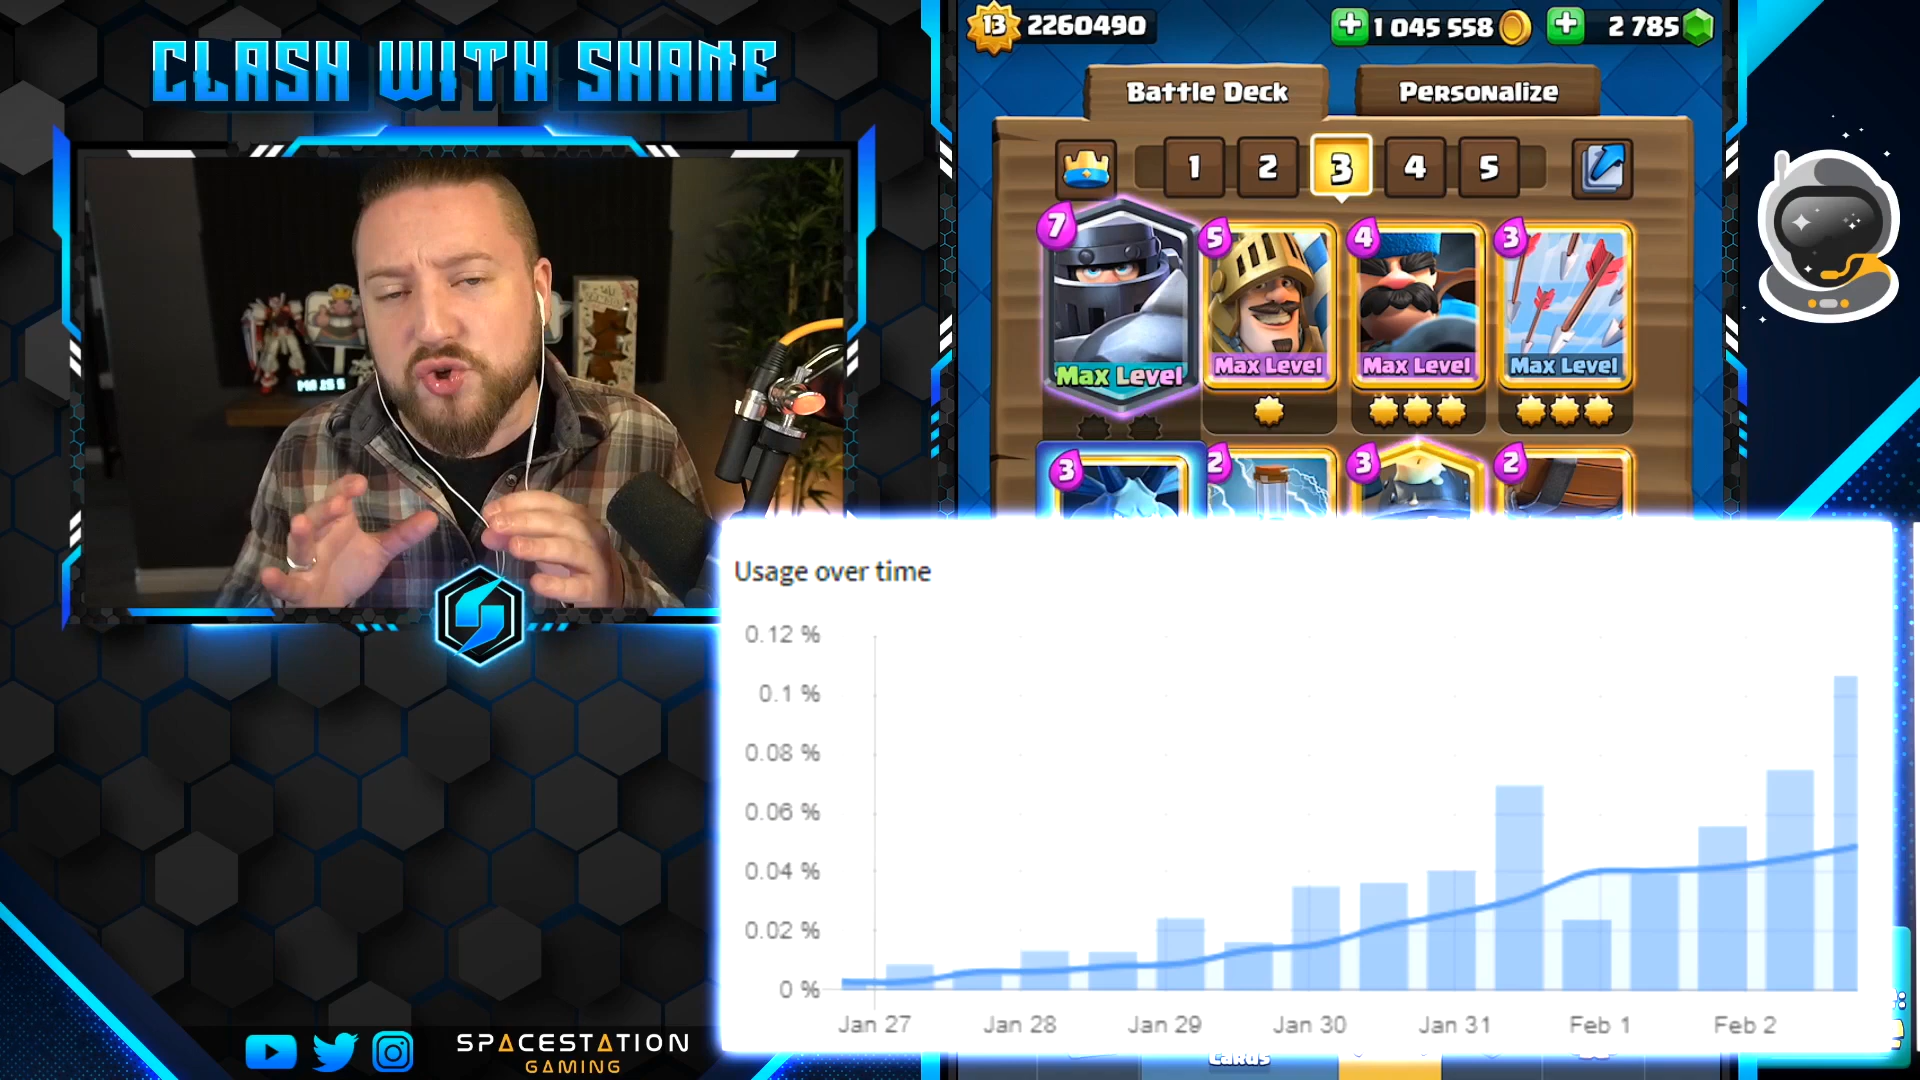 CLASH WITH SHANE
13 2260490
1 045 558
2 785
Battle Deck
Personalize
1 2 3 4 5
7 5 4 3
Max Level Max Level Max Level Max Level
3 2 3 2
Usage over time
0.12 %
0.1 %
0.08 %
0.06 %
0.04 %
0.02 %
0 %
Jan 27 Jan 28 Jan 29 Jan 30 Jan 31 Feb 1 Feb 2
Cards
SPACESTATION
GAMING